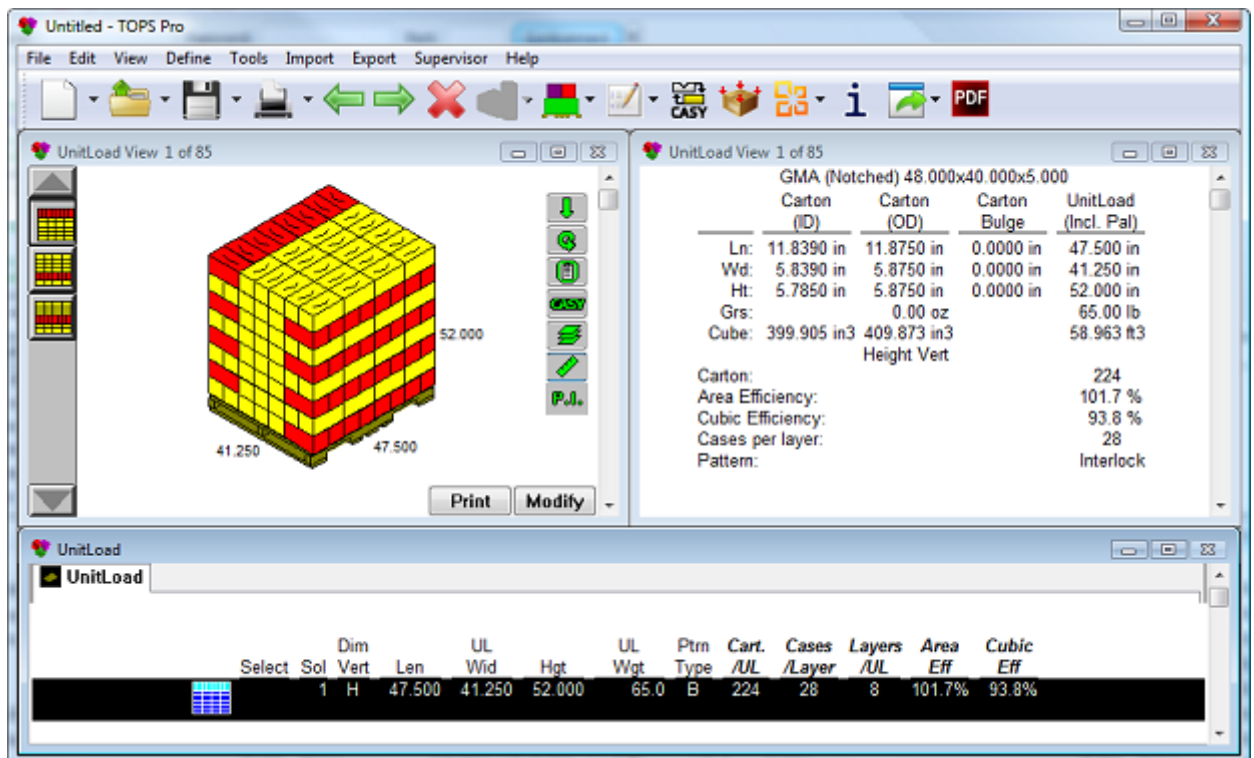 Untitled - TOPS Pro
File Edit View Define Tools Import Export Supervisor Help
CASY i PDF
UnitLoad View 1 of 85
52.000
41.250
47.500
CASY
P.I.
Print Modify
UnitLoad View 1 of 85
GMA (Notched) 48.000x40.000x5.000
Carton Carton Carton UnitLoad
(ID) (OD) Bulge (Incl. Pal)
Ln: 11.8390 in 11.8750 in 0.0000 in 47.500 in
Wd: 5.8390 in 5.8750 in 0.0000 in 41.250 in
Ht: 5.7850 in 5.8750 in 0.0000 in 52.000 in
Grs: 0.00 oz 65.00 lb
Cube: 399.905 in3 409.873 in3 58.963 ft3
Height Vert
Carton: 224
Area Efficiency: 101.7 %
Cubic Efficiency: 93.8 %
Cases per layer: 28
Pattern: Interlock
UnitLoad
UnitLoad
Dim UL UL Ptrn Cart. Cases Layers Area Cubic
Select Sol Vert Len Wid Hgt Wgt Type /UL /Layer /UL Eff Eff
1 H 47.500 41.250 52.000 65.0 B 224 28 8 101.7% 93.8%